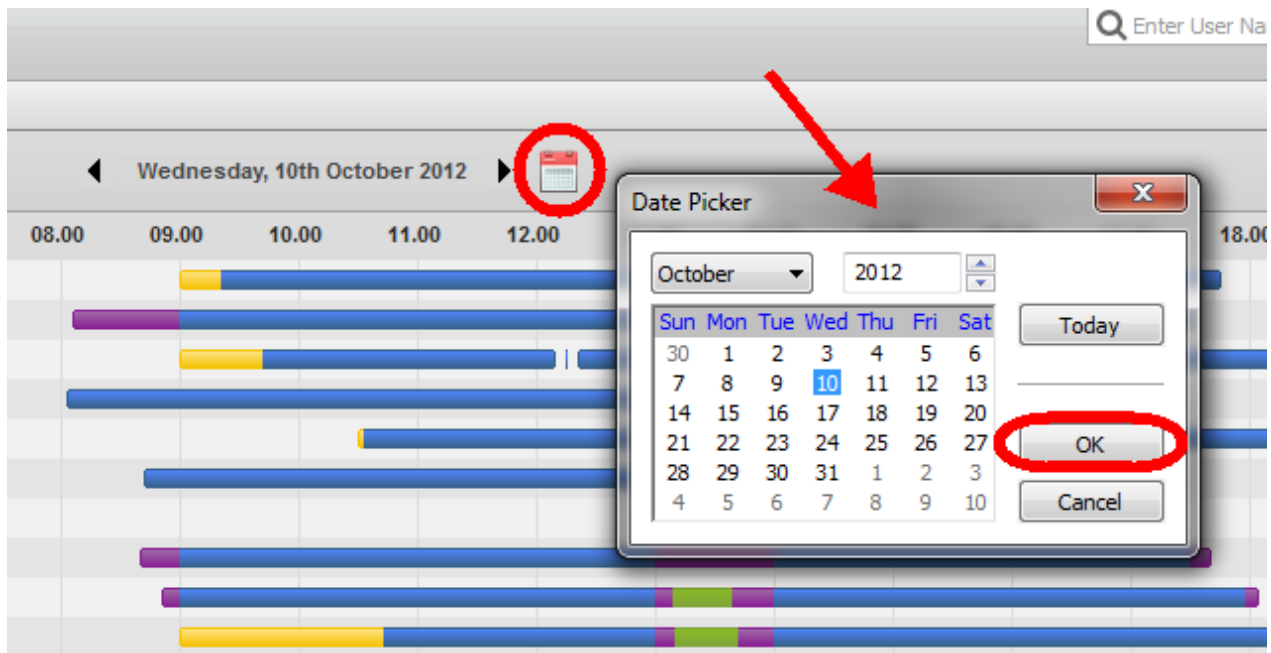 Enter User Na
Wednesday, 10th October 2012
08.00 09.00 10.00 11.00 12.00 18.00
Date Picker
October 2012
Sun Mon Tue Wed Thu Fri Sat
30 1 2 3 4 5 6
7 8 9 10 11 12 13
14 15 16 17 18 19 20
21 22 23 24 25 26 27
28 29 30 31 1 2 3
4 5 6 7 8 9 10
Today
OK
Cancel